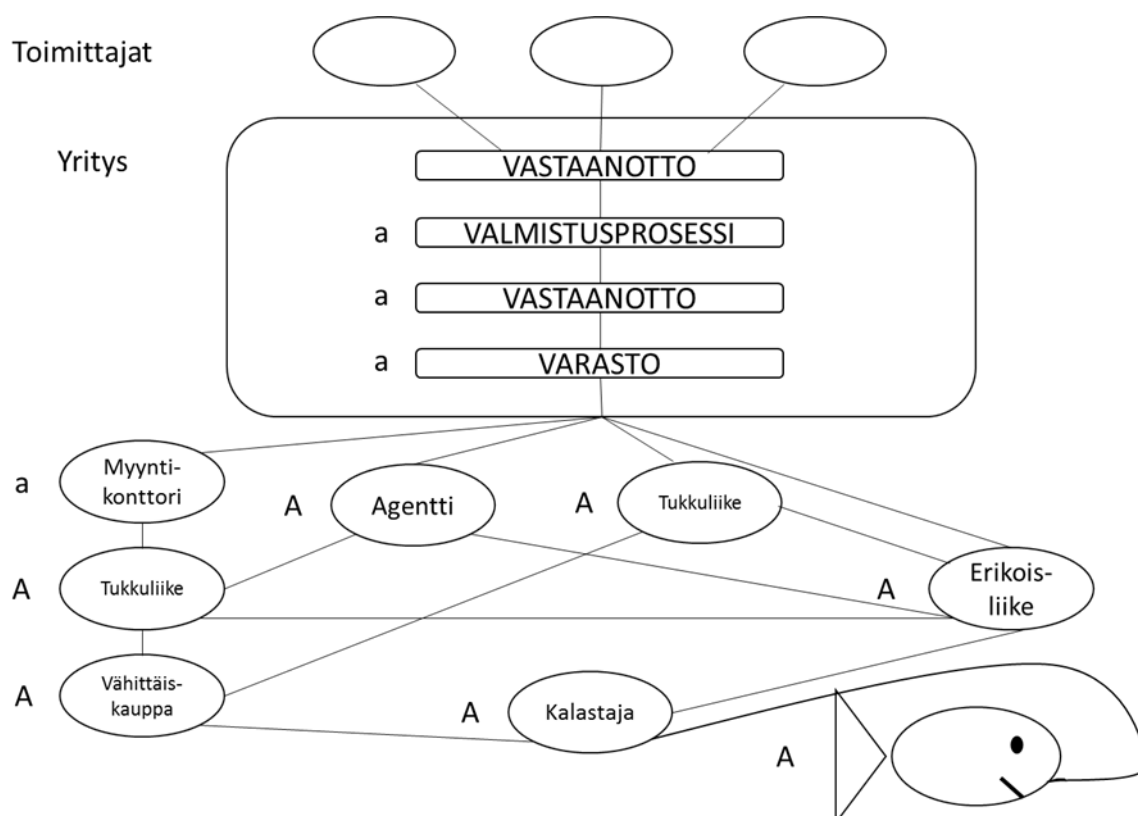 Toimittajat
Yritys
VASTAANOTTO
a VALMISTUSPROSESSI
a VASTAANOTTO
a VARASTO
a Myynti-
konttori
A Agentti
A Tukkuliike
A Tukkuliike
A Erikois-
liike
A Vähittäis-
kauppa
A Kalastaja
A